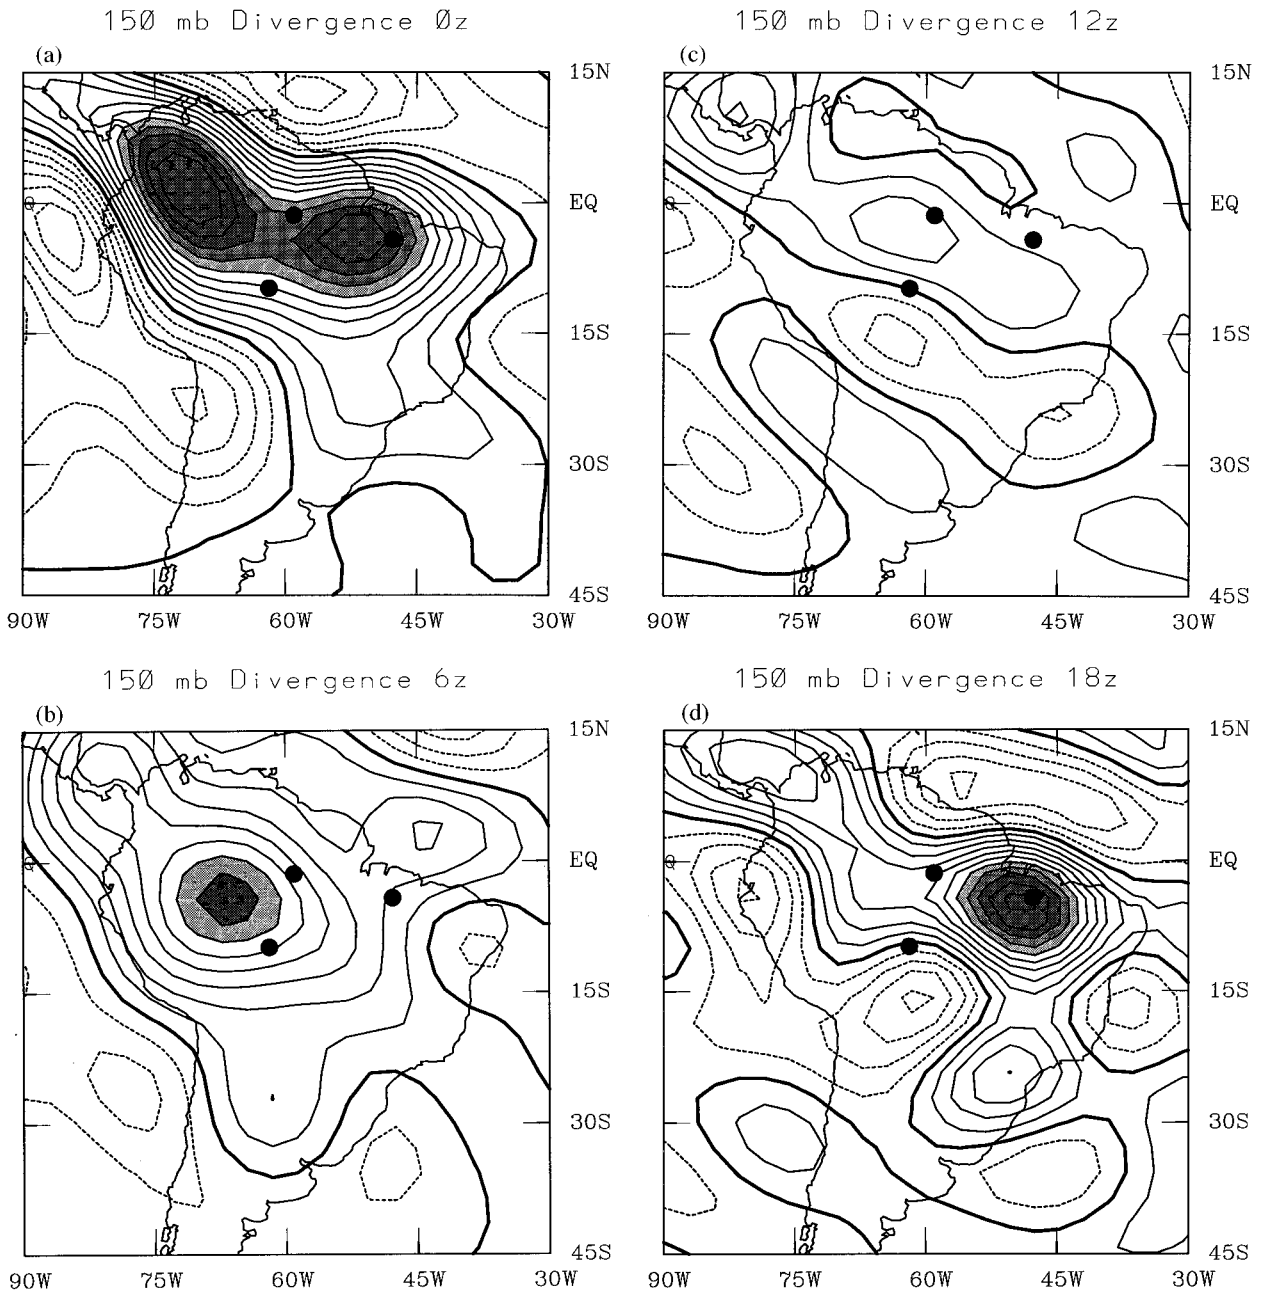 150 mb Divergence 0z
(a)
15N
EQ
15S
30S
45S
90W 75W 60W 45W 30W
150 mb Divergence 12z
(c)
15N
EQ
15S
30S
45S
90W 75W 60W 45W 30W
150 mb Divergence 6z
(b)
15N
EQ
15S
30S
45S
90W 75W 60W 45W 30W
150 mb Divergence 18z
(d)
15N
EQ
15S
30S
45S
90W 75W 60W 45W 30W